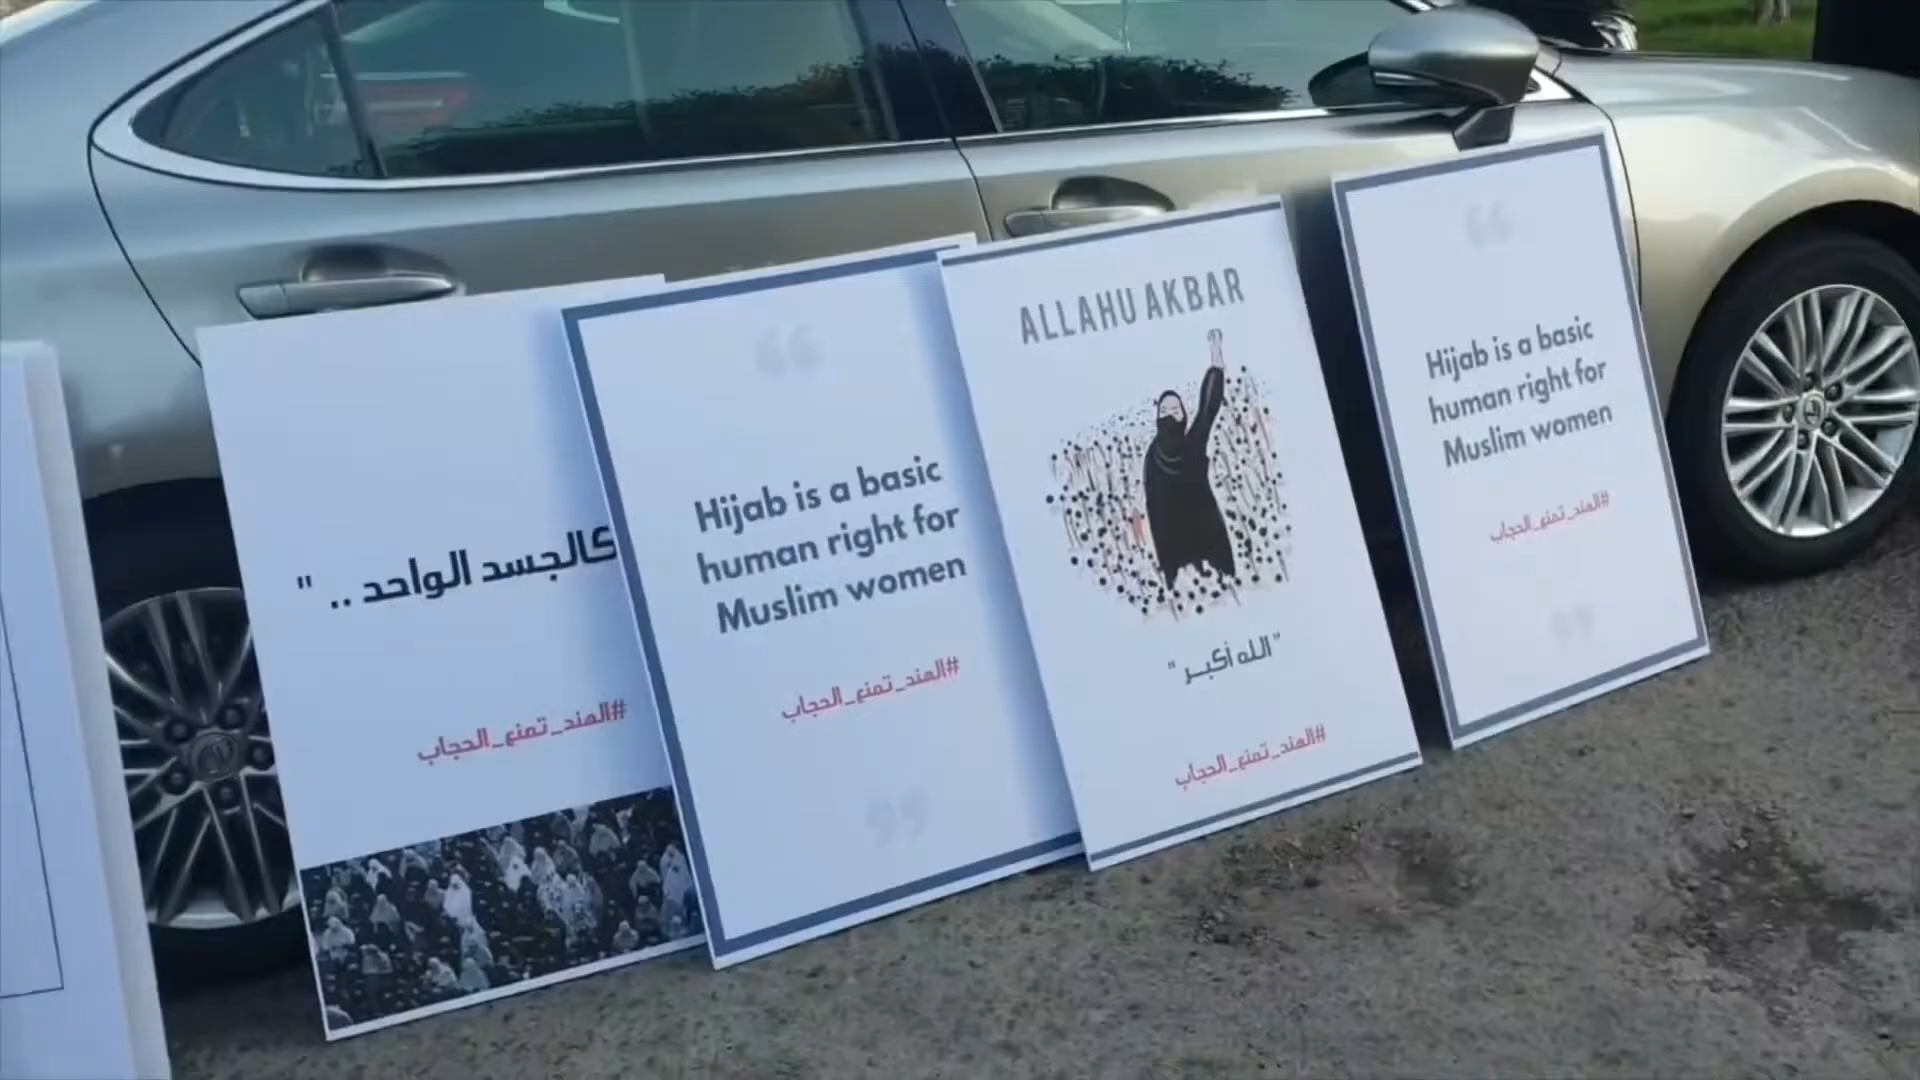 كالجسد الواحد .. "
#الهند_تمنع_الحجاب
Hijab is a basic
human right for
Muslim women
#الهند_تمنع_الحجاب
ALLAHU AKBAR
"الله أكبر"
#الهند_تمنع_الحجاب
Hijab is a basic
human right for
Muslim women
#الهند_تمنع_الحجاب